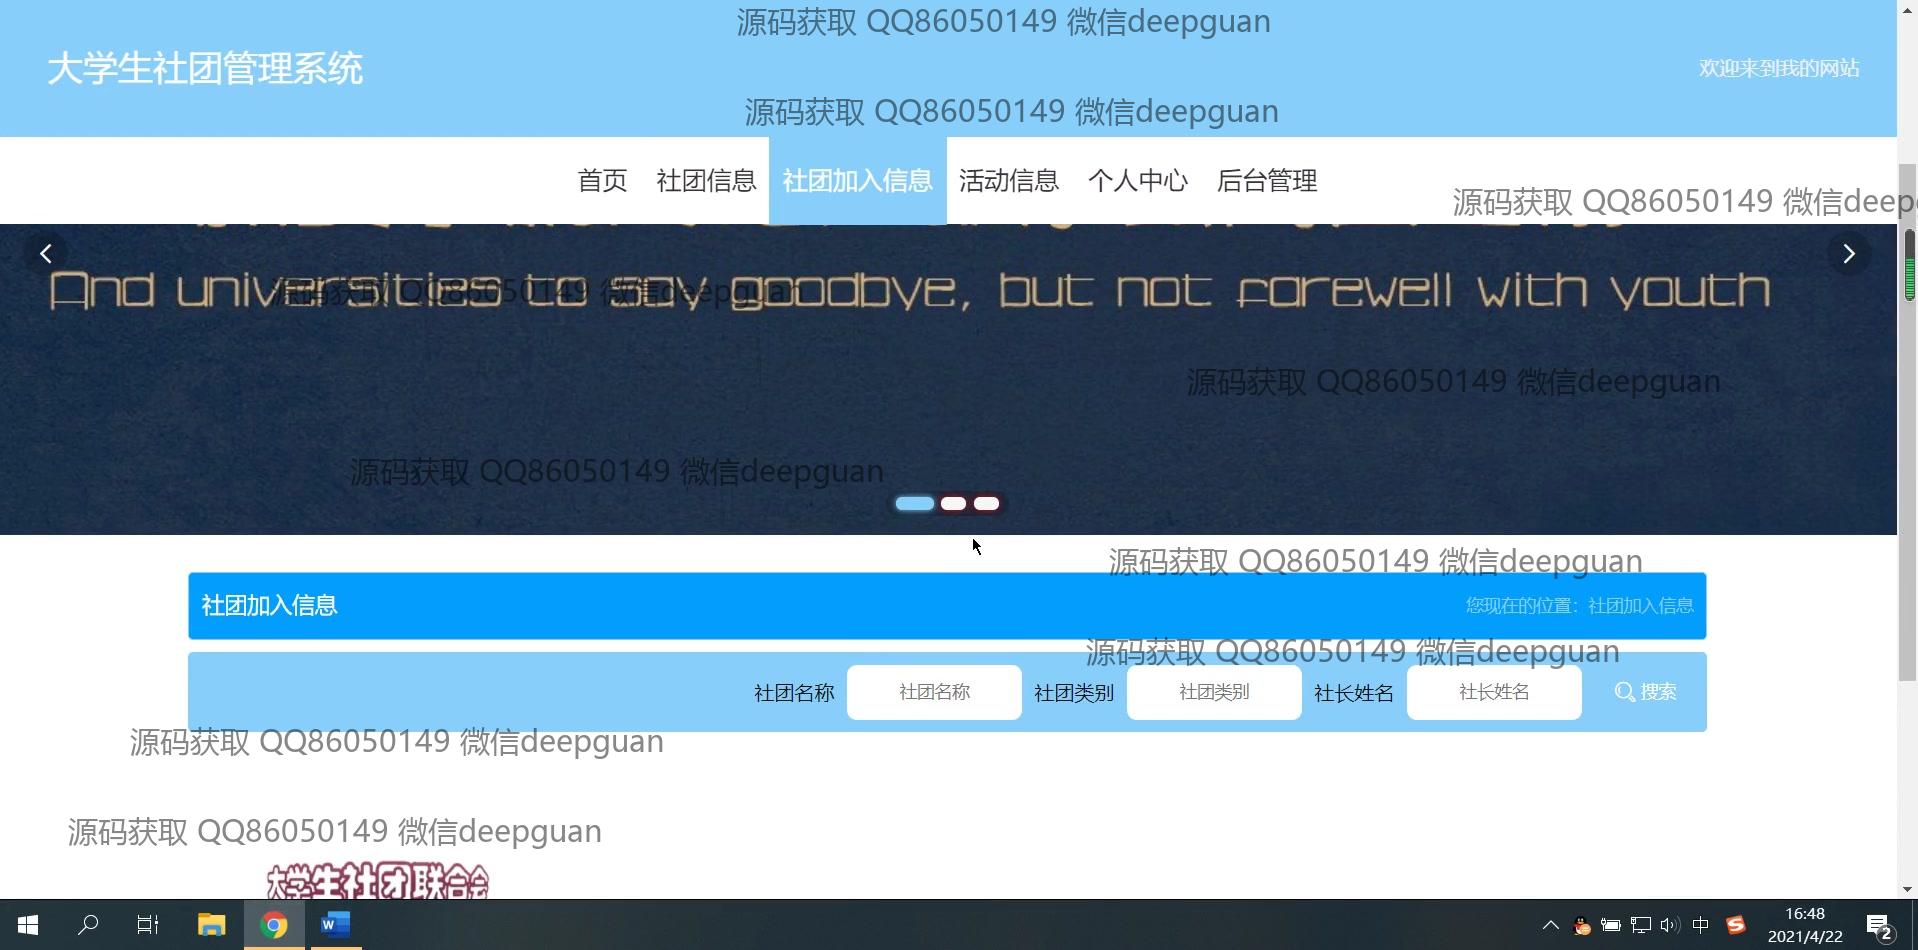 源码获取 QQ86050149 微信deepguan
大学生社团管理系统
欢迎来到我的网站
源码获取 QQ86050149 微信deepguan
首页 社团信息 社团加入信息 活动信息 个人中心 后台管理
源码获取 QQ86050149 微信deep
And universities to say goodbye, but not farewell with youth
源码获取 QQ86050149 微信deepguan
源码获取 QQ86050149 微信deepguan
源码获取 QQ86050149 微信deepguan
源码获取 QQ86050149 微信deepguan
社团加入信息
您现在的位置：社团加入信息
源码获取 QQ86050149 微信deepguan
社团名称 社团名称 社团类别 社团类别 社长姓名 社长姓名 搜索
源码获取 QQ86050149 微信deepguan
源码获取 QQ86050149 微信deepguan
大学生社团联合会
中
16:48
2021/4/22
2